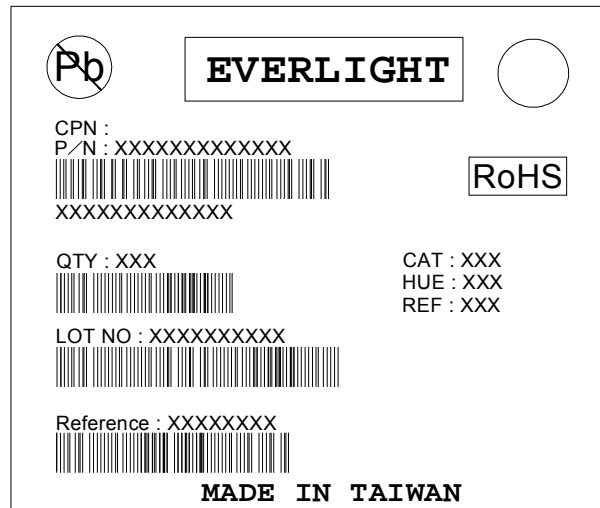 Pb
EVERLIGHT
CPN :
P/N : XXXXXXXXXXXXX
RoHS
XXXXXXXXXXXXX
QTY : XXX
CAT : XXX
HUE : XXX
REF : XXX
LOT NO : XXXXXXXXXX
Reference : XXXXXXXX
MADE IN TAIWAN